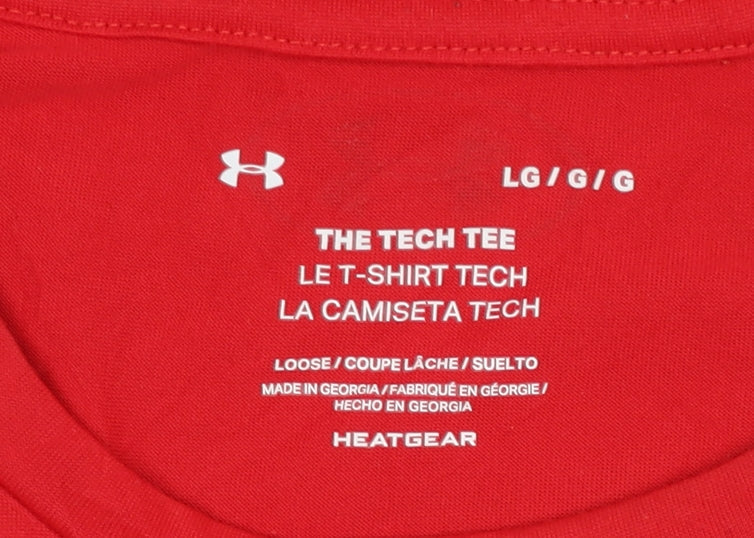 LG / G / G
THE TECH TEE
LE T-SHIRT TECH
LA CAMISETA TECH
LOOSE / COUPE LÂCHE / SUELTO
MADE IN GEORGIA / FABRIQUÉ EN GÉORGIE /
HECHO EN GEORGIA
HEATGEAR